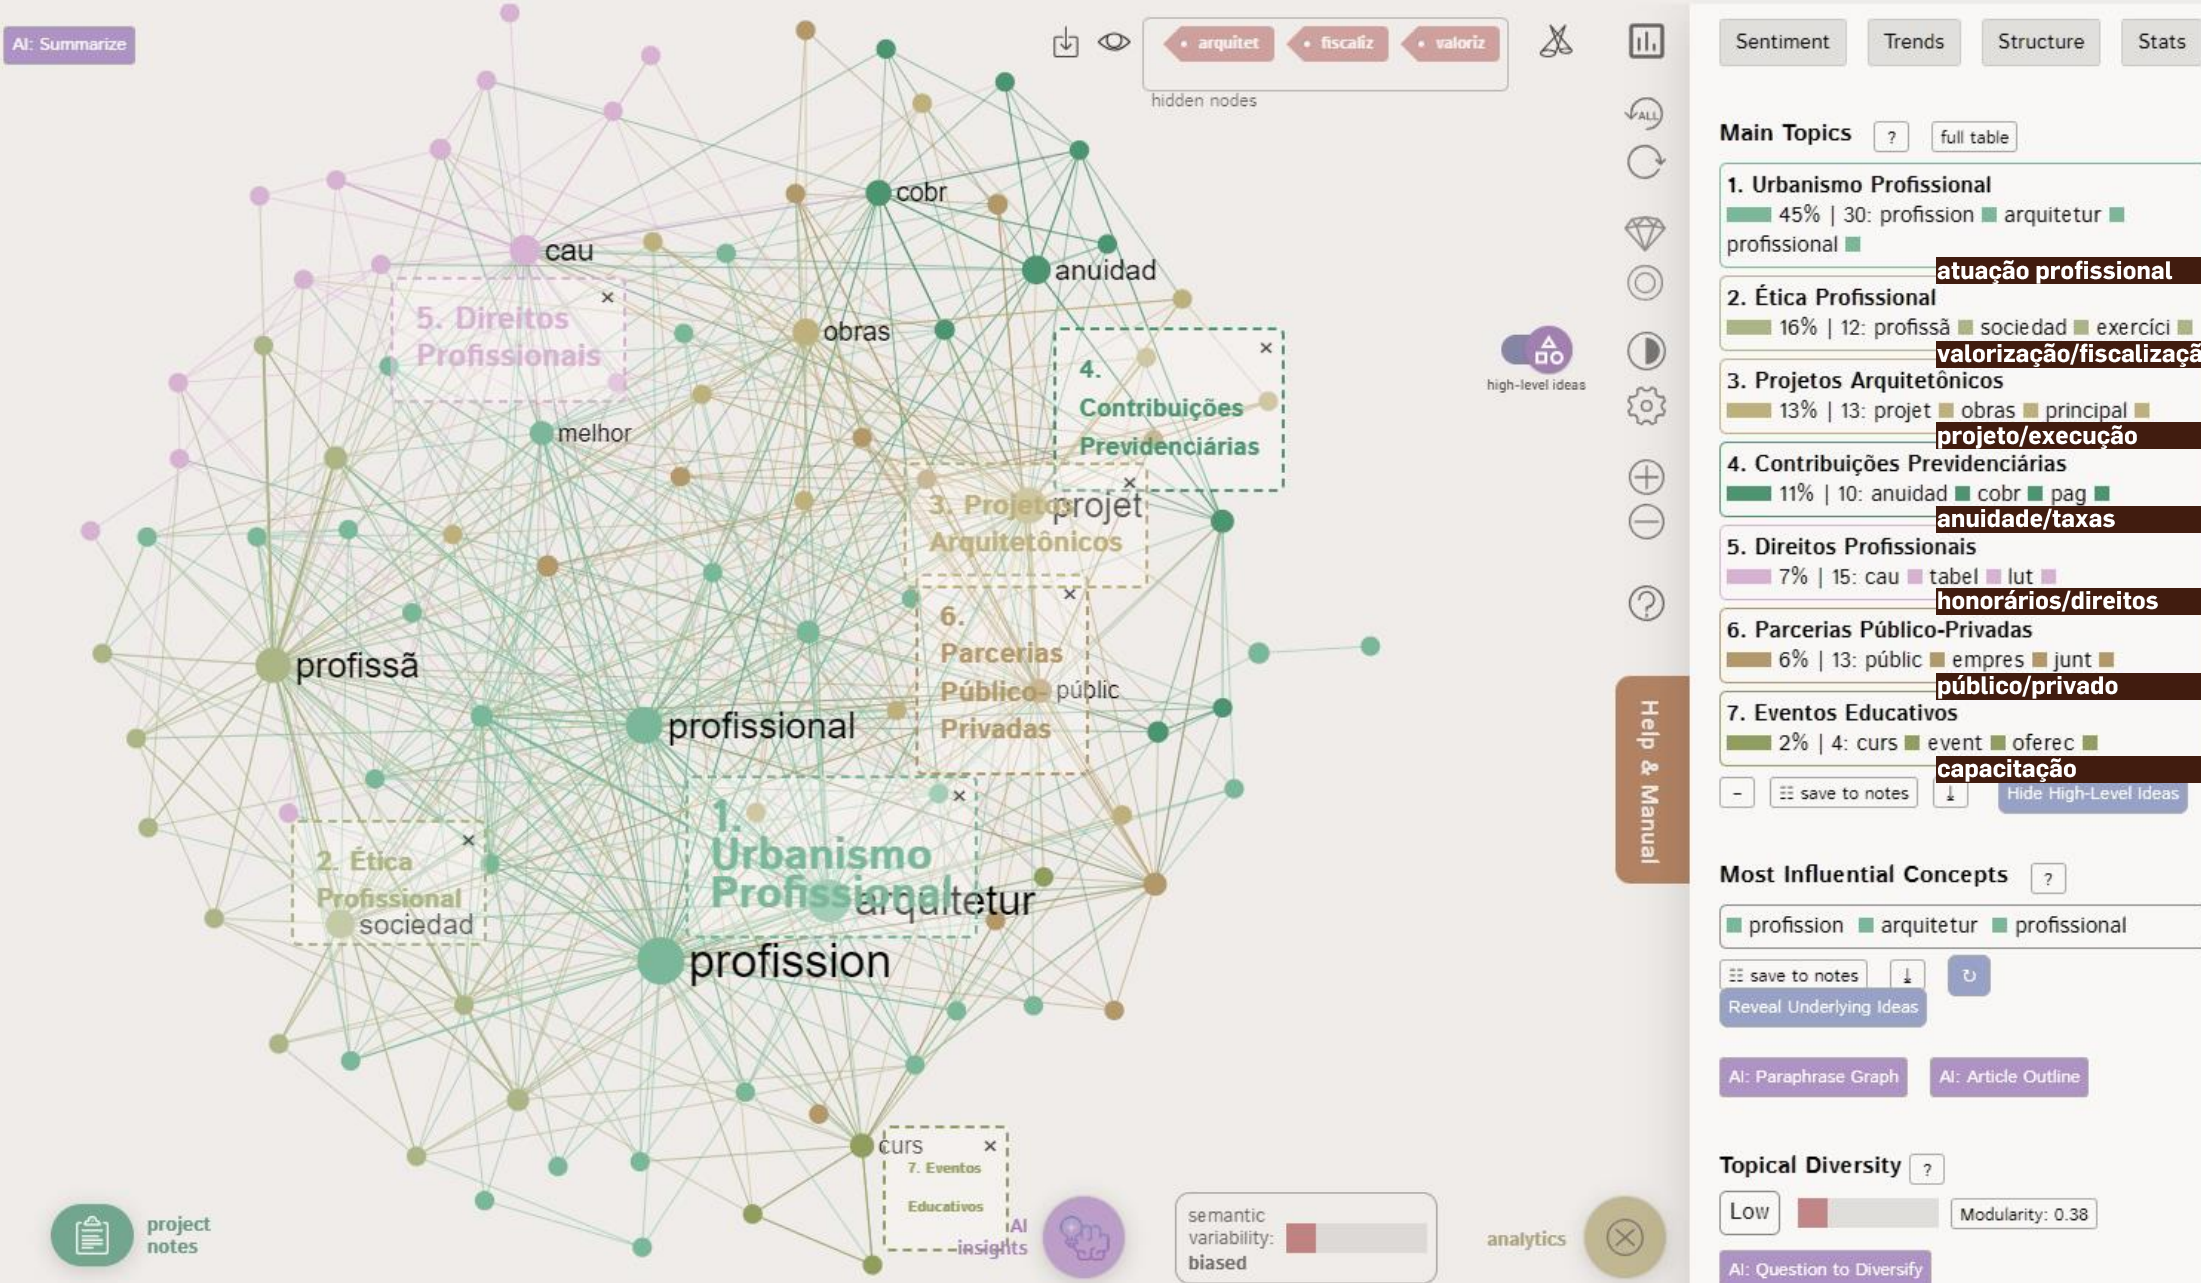 AI: Summarize
arquitet
fiscaliz
valoriz
hidden nodes
ALL
cobr
cau
anuidad
5. Direitos
Profissionais
obras
4.
Contribuições
Previdenciárias
high-level ideas
melhor
3. Projetos
projet
Arquitetônicos
6.
Parcerias
Público-
públic
Privadas
profissã
profissional
1.
Urbanismo
Profissional
arquitetur
2. Ética
Profissional
sociedad
profission
curs
7. Eventos
Educativos
project
notes
AI
insights
semantic
variability:
biased
analytics
Help & Manual
Sentiment
Trends
Structure
Stats
Main Topics
?
full table
1. Urbanismo Profissional
45% | 30: profission arquitetur
profissional
atuação profissional
2. Ética Profissional
16% | 12: profissã sociedad exercíci
valorização/fiscalizaçã
3. Projetos Arquitetônicos
13% | 13: projet obras principal
projeto/execução
4. Contribuições Previdenciárias
11% | 10: anuidad cobr pag
anuidade/taxas
5. Direitos Profissionais
7% | 15: cau tabel lut
honorários/direitos
6. Parcerias Público-Privadas
6% | 13: públic empres junt
público/privado
7. Eventos Educativos
2% | 4: curs event oferec
capacitação
-
save to notes
Hide High-Level Ideas
Most Influential Concepts
?
profission arquitetur profissional
save to notes
Reveal Underlying Ideas
AI: Paraphrase Graph
AI: Article Outline
Topical Diversity
?
Low
Modularity: 0.38
AI: Question to Diversify